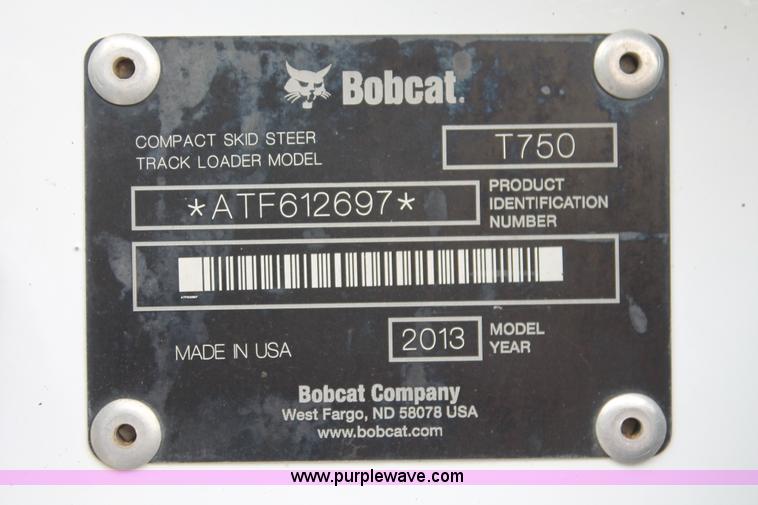 Bobcat.
COMPACT SKID STEER
TRACK LOADER MODEL
T750
*ATF612697*
PRODUCT
IDENTIFICATION
NUMBER
MADE IN USA
2013
MODEL
YEAR
Bobcat Company
West Fargo, ND 58078 USA
www.bobcat.com
www.purplewave.com